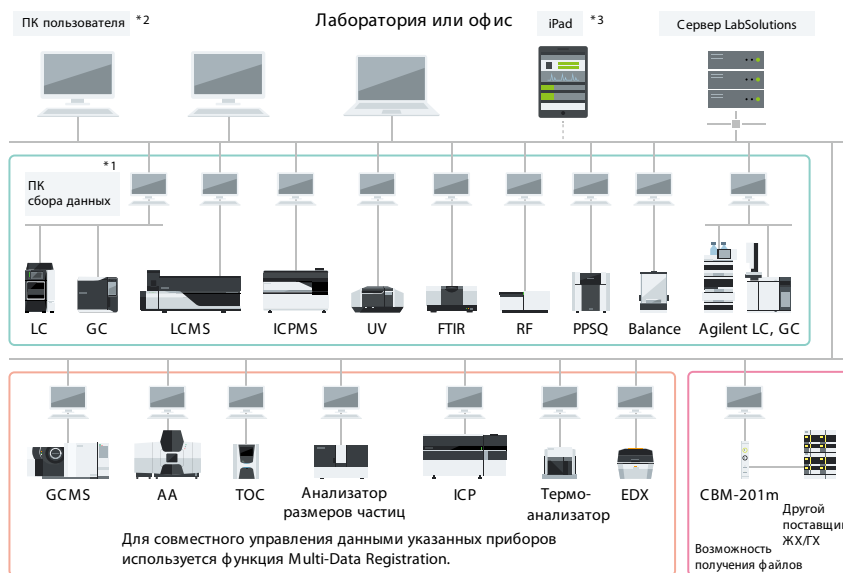 ПК пользователя *2
Лаборатория или офис
iPad *3
Сервер LabSolutions
*1
ПК
сбора данных
LC
GC
LCMS
ICPMS
UV
FTIR
RF
PPSQ
Balance
Agilent LC, GC
GCMS
AA
TOC
Анализатор
размеров частиц
ICP
Термо-
анализатор
EDX
CBM-201m
Другой
поставщик
ЖХ/ГХ
Для совместного управления данными указанных приборов
используется функция Multi-Data Registration.
Возможность
получения файлов